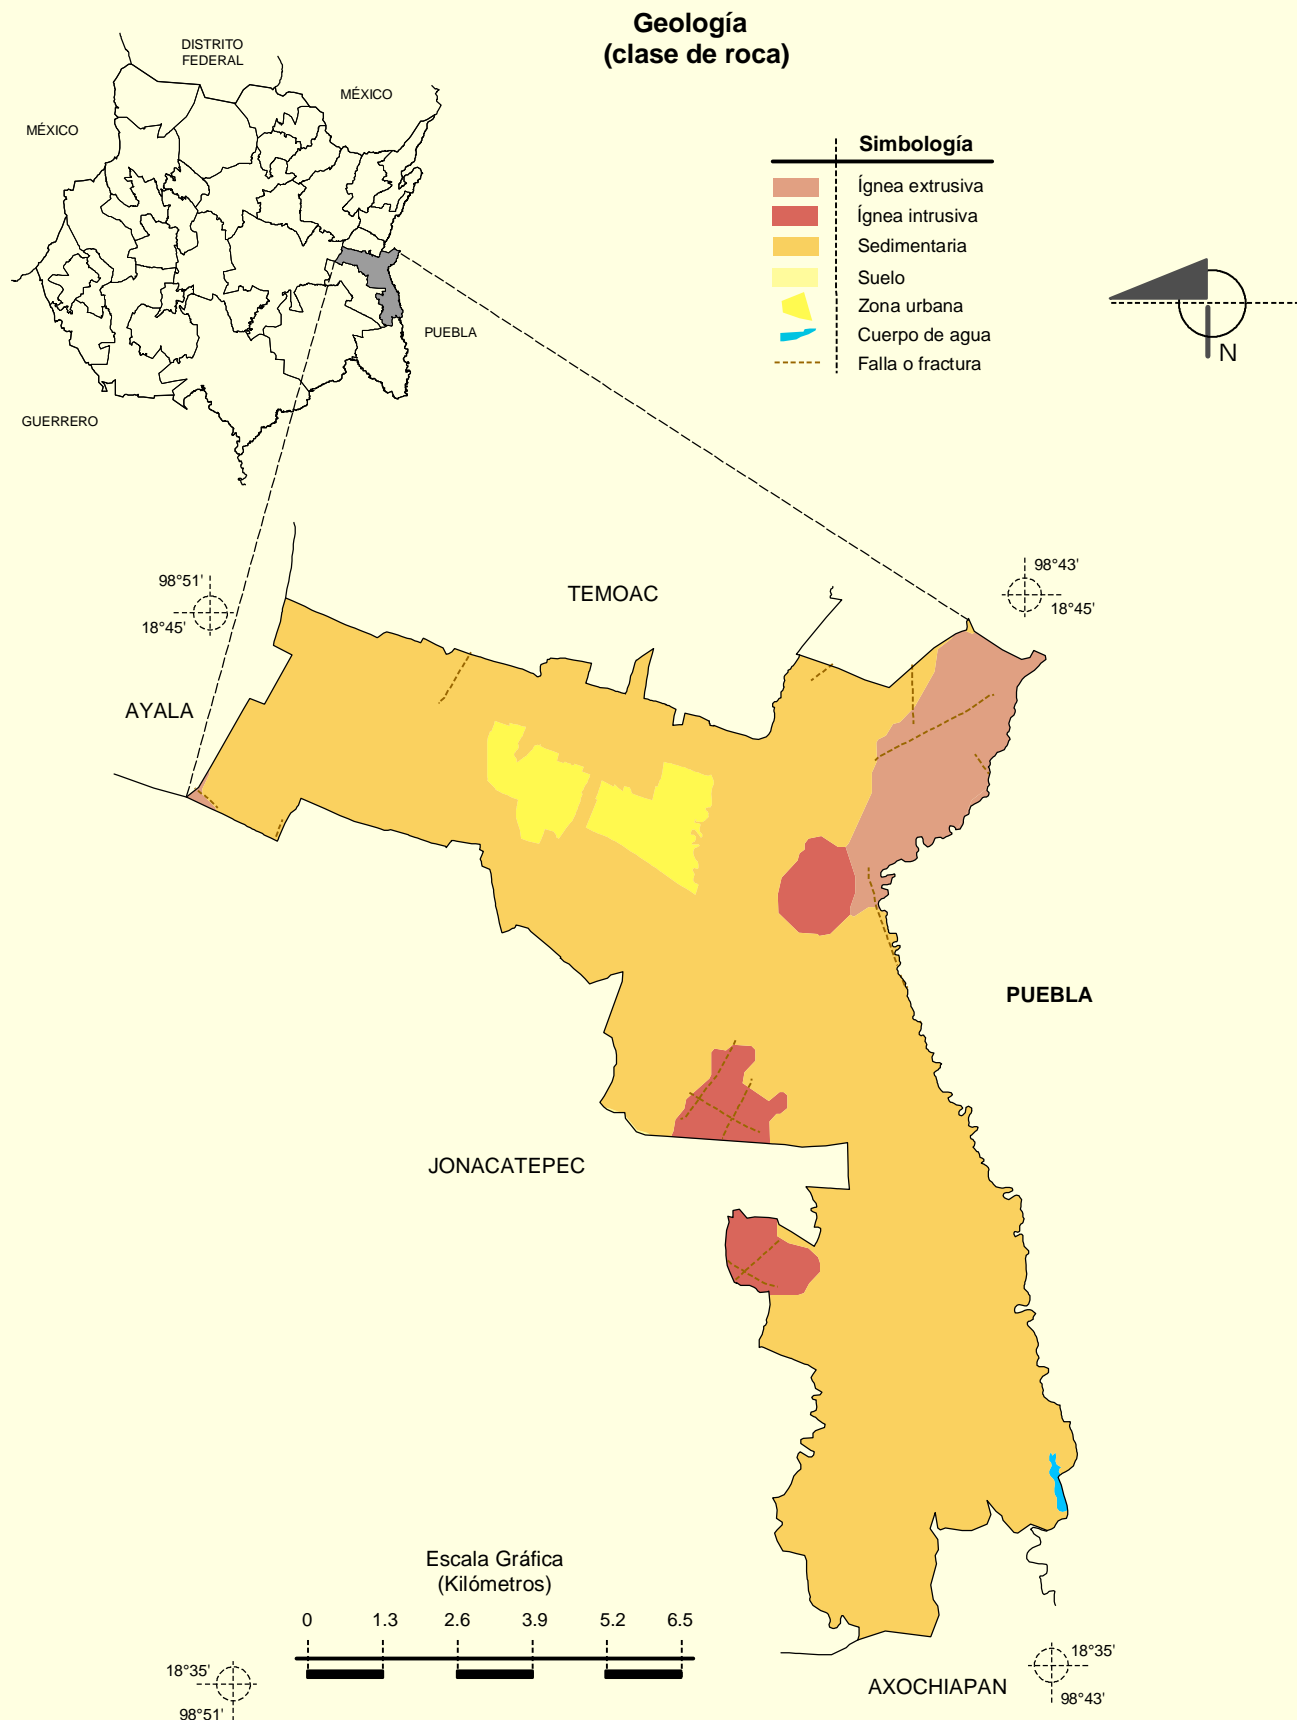 Geología
(clase de roca)
DISTRITO
FEDERAL
MÉXICO
MÉXICO
PUEBLA
GUERRERO
Simbología
Ígnea extrusiva
Ígnea intrusiva
Sedimentaria
Suelo
Zona urbana
Cuerpo de agua
Falla o fractura
N
98°51'
18°45'
TEMOAC
98°43'
18°45'
AYALA
PUEBLA
JONACATEPEC
Escala Gráfica
(Kilómetros)
0 1.3 2.6 3.9 5.2 6.5
18°35'
98°51'
AXOCHIAPAN
18°35'
98°43'